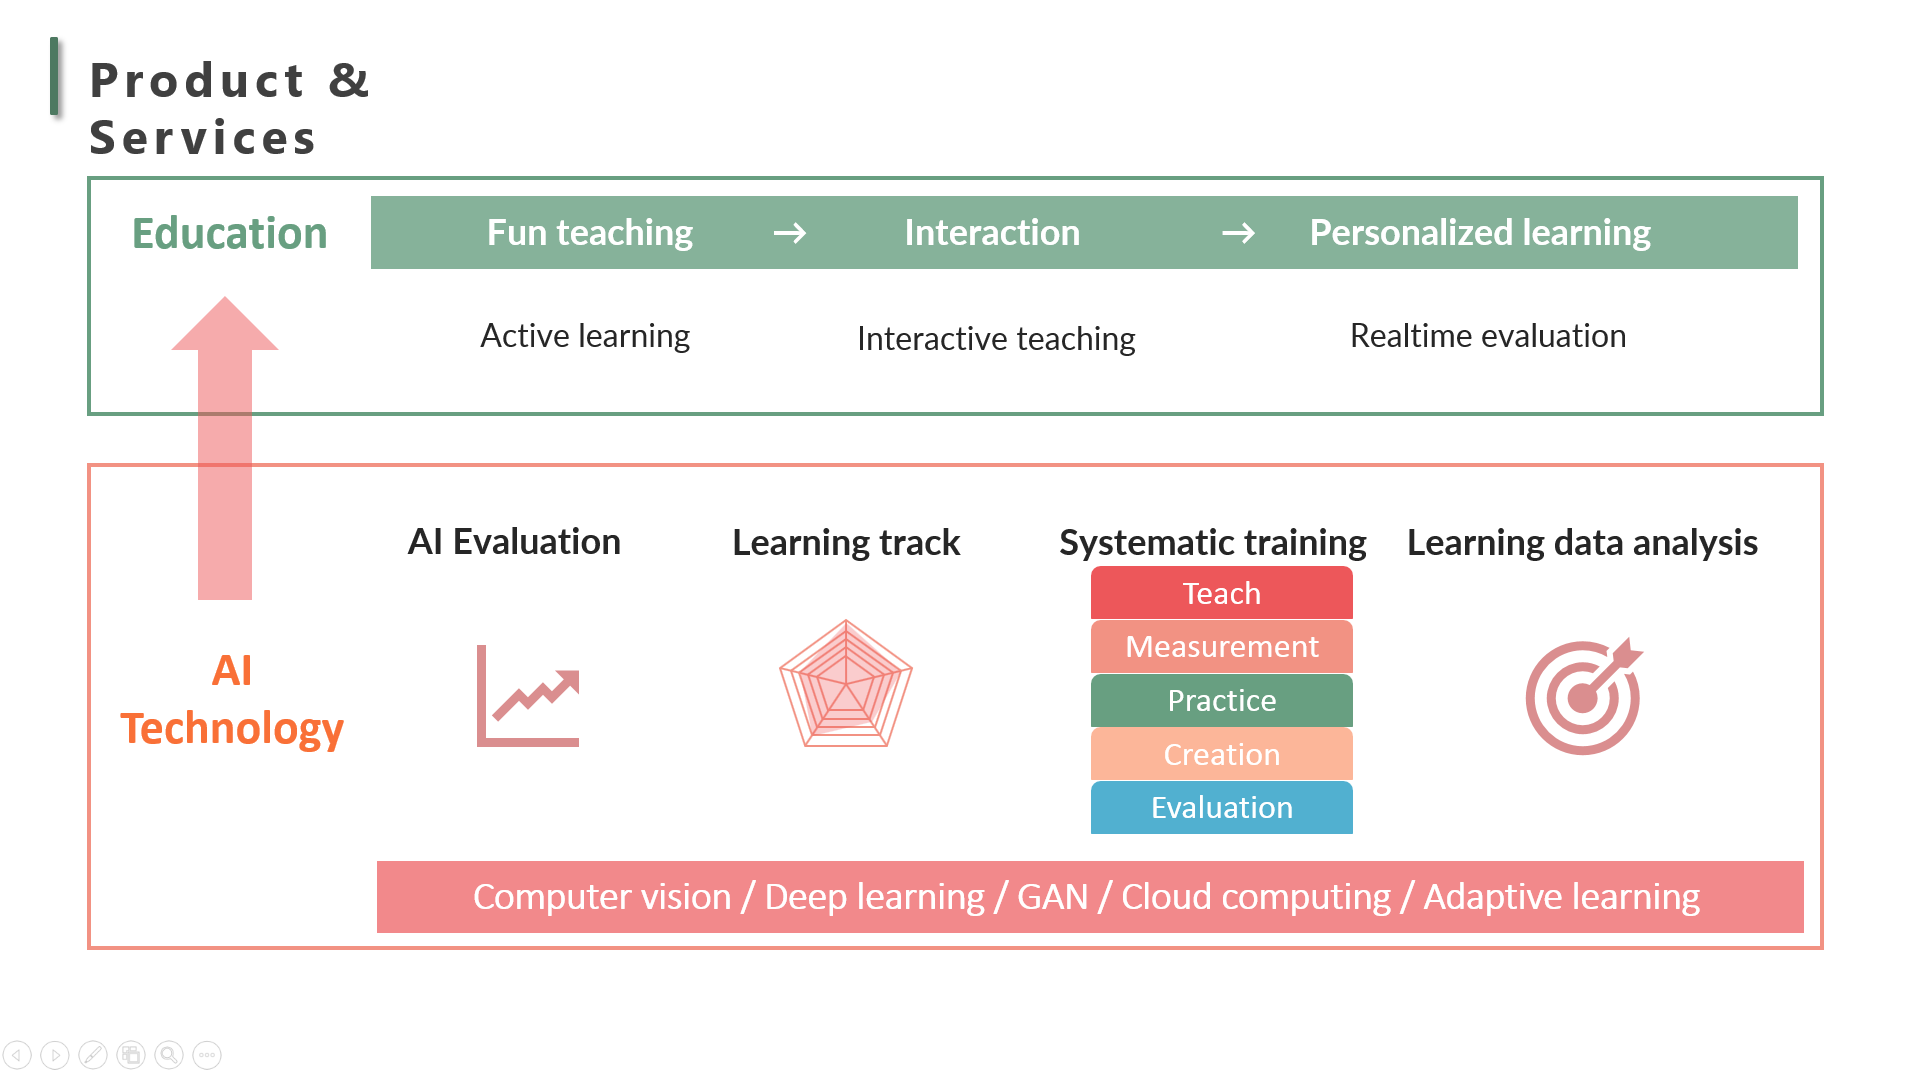 Product &
Services
Education
Fun teaching → Interaction → Personalized learning
Active learning
Interactive teaching
Realtime evaluation
AI
Technology
AI Evaluation
Learning track
Systematic training
Learning data analysis
Teach
Measurement
Practice
Creation
Evaluation
Computer vision / Deep learning / GAN / Cloud computing / Adaptive learning